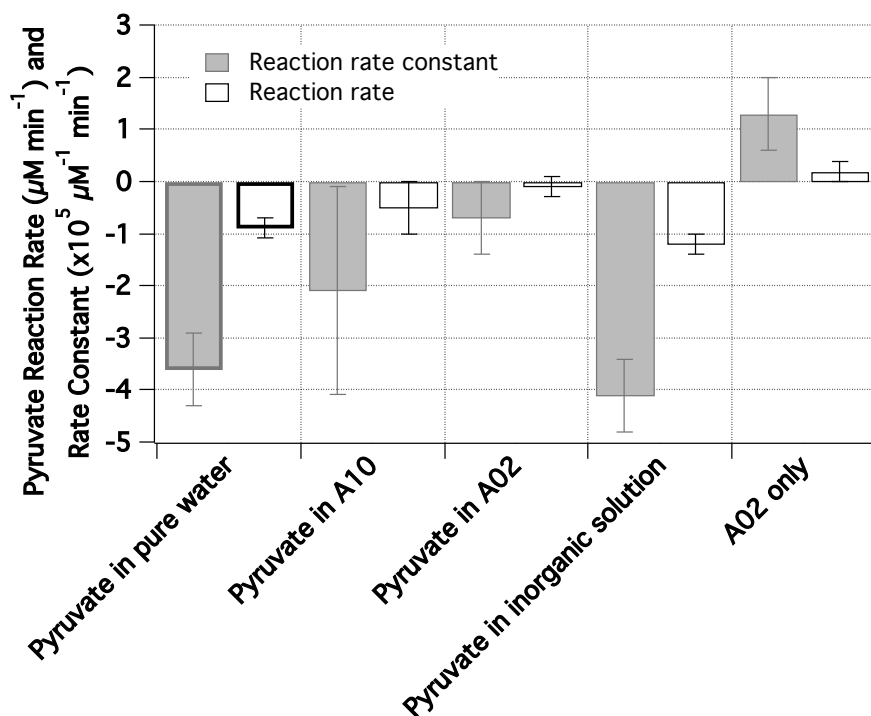 Pyruvate Reaction Rate (µM min⁻¹) and
Rate Constant (x10⁵ µM⁻¹ min⁻¹)
3
2
1
0
-1
-2
-3
-4
-5
Reaction rate constant
Reaction rate
Pyruvate in pure water
Pyruvate in A10
Pyruvate in A02
Pyruvate in inorganic solution
A02 only